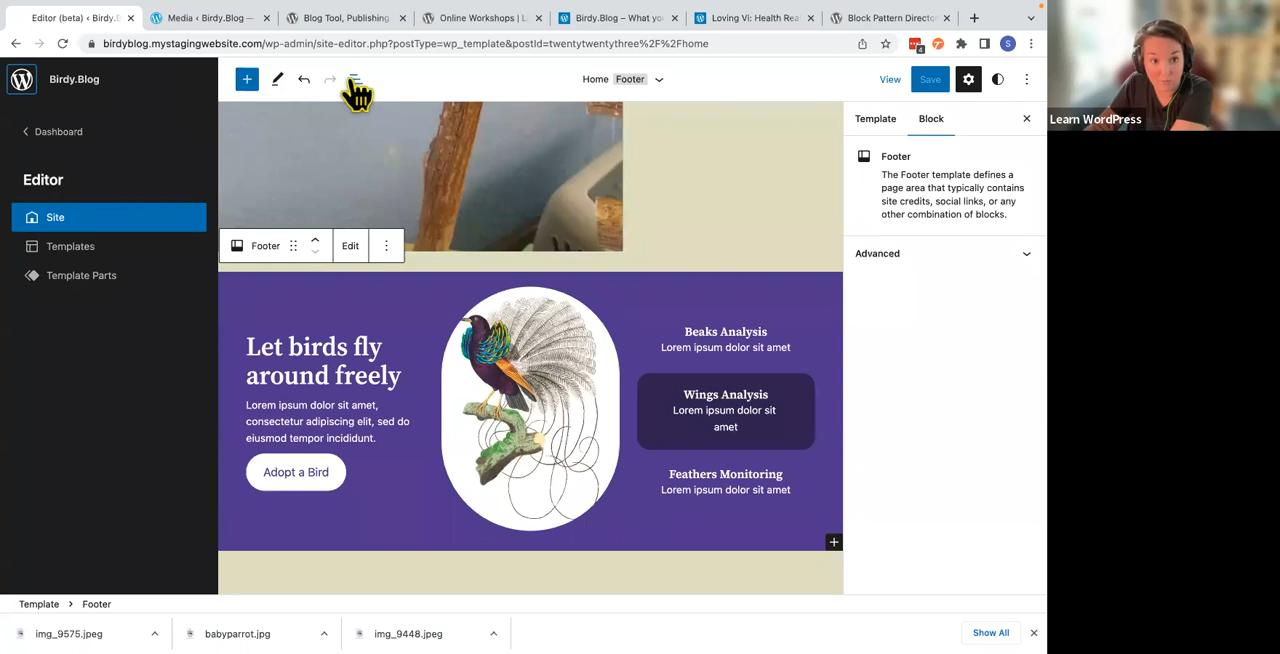 Editor (beta) ‹ Birdy.B
Media ‹ Birdy.Blog —
Blog Tool, Publishing
Online Workshops | L
Birdy.Blog – What yo
Loving Vi: Health Rea
Block Pattern Directo
birdyblog.mystagingwebsite.com/wp-admin/site-editor.php?postType=wp_template&postId=twentytwentythree%2F%2Fhome
4
S
Birdy.Blog
Home Footer
View
Save
Learn WordPress
Dashboard
Editor
Site
Templates
Template Parts
Template
Block
Footer
The Footer template defines a
page area that typically contains
site credits, social links, or any
other combination of blocks.
Advanced
Footer
Edit
Let birds fly
around freely
Lorem ipsum dolor sit amet,
consectetur adipiscing elit, sed do
eiusmod tempor incididunt.
Adopt a Bird
Beaks Analysis
Lorem ipsum dolor sit amet
Wings Analysis
Lorem ipsum dolor sit
amet
Feathers Monitoring
Lorem ipsum dolor sit amet
Template > Footer
img_9575.jpeg
babyparrot.jpg
img_9448.jpeg
Show All